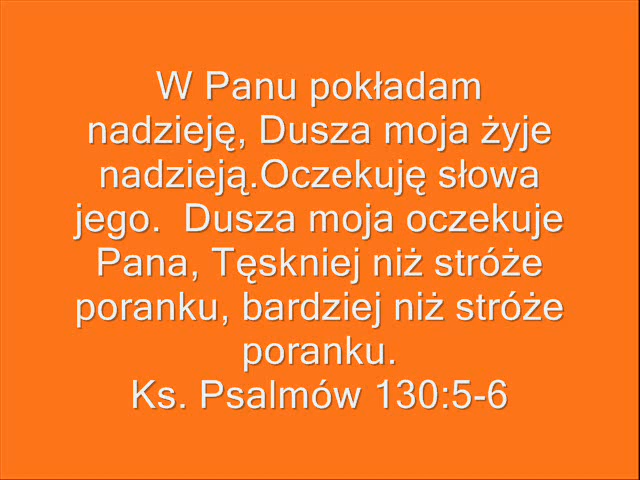 W Panu pokładam
nadzieję, Dusza moja żyje
nadzieją.Oczekuję słowa
jego.  Dusza moja oczekuje
Pana, Tęskniej niż stróże
poranku, bardziej niż stróże
poranku.
Ks. Psalmów 130:5-6